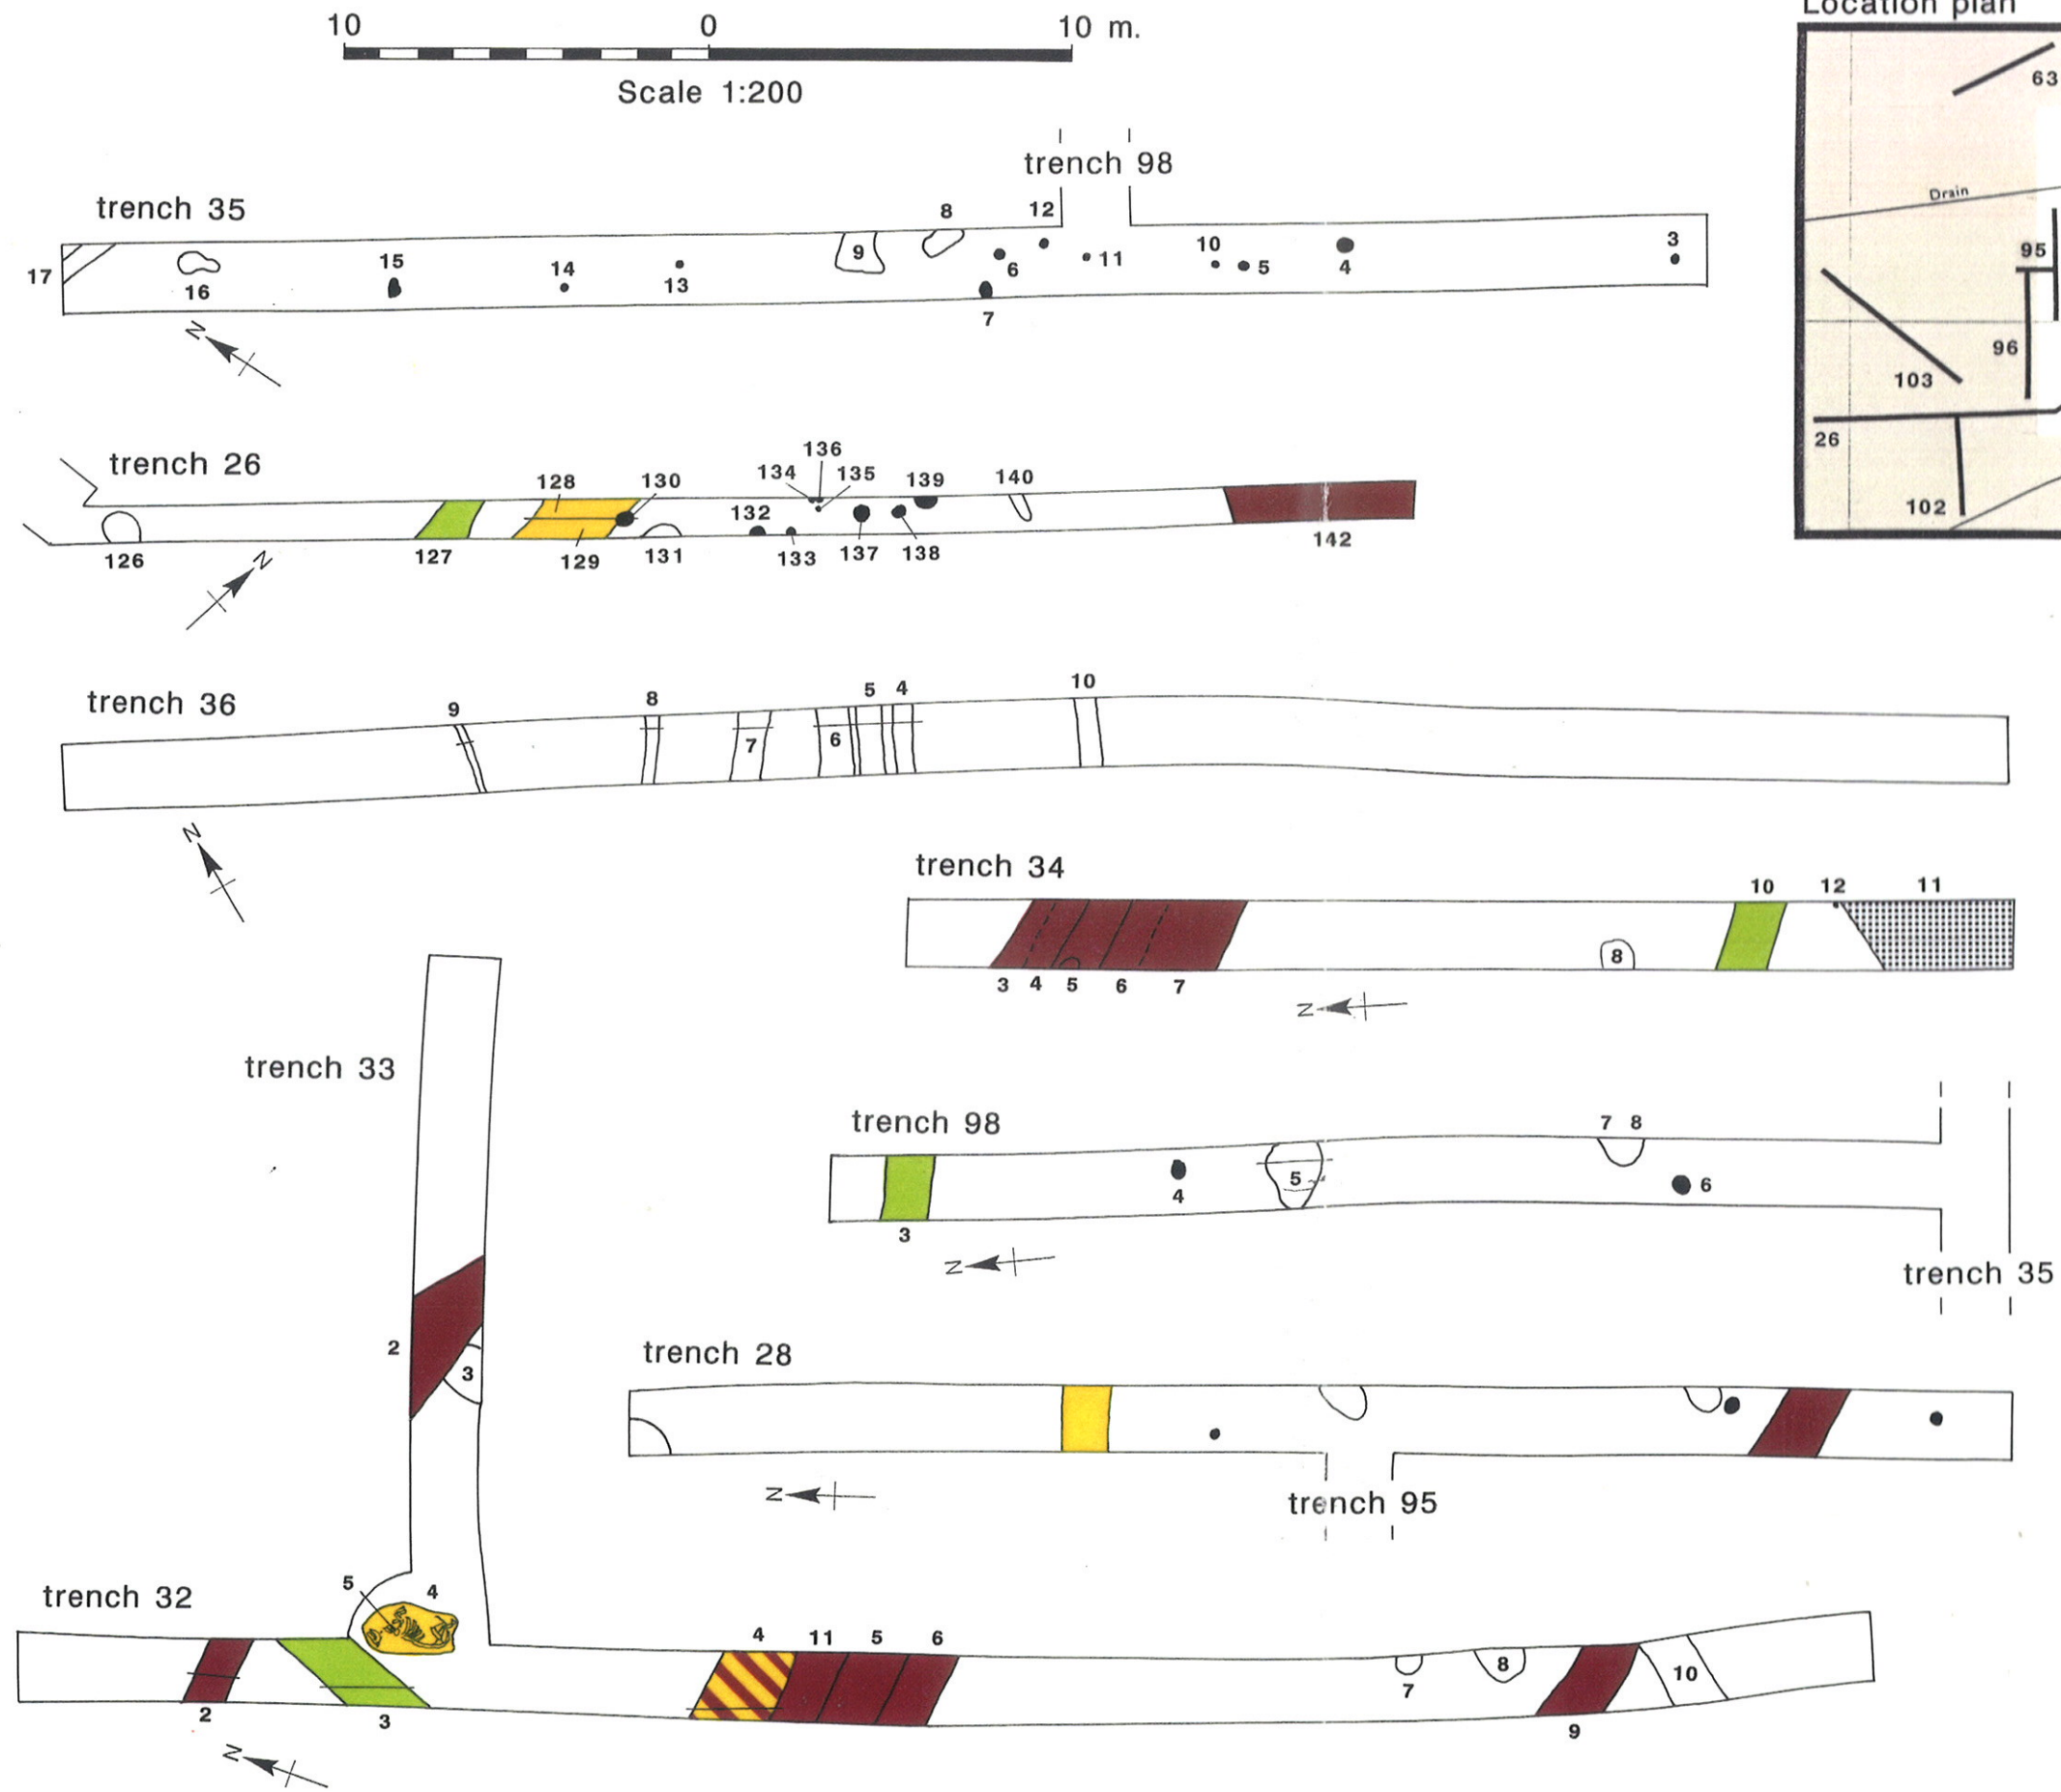 Location plan
10 0 10 m.
Scale 1:200
63
Drain
95
96
103
26
102
trench 98
trench 35
8 12
17 16 15 14 13 9 6 11 10 5 4 3
7
N
trench 26
136
134 135
128 130 139 140
132
126 127 129 131 133 137 138 142
N
trench 36
9 8 7 6 5 4 10
N
trench 34
10 12 11
8
3 4 5 6 7
N
trench 33
2
3
trench 98
7 8
4 5 6
3
N
trench 35
trench 28
N
trench 95
trench 32
5 4
4 11 5 6
7 8 10
2 3 9
N